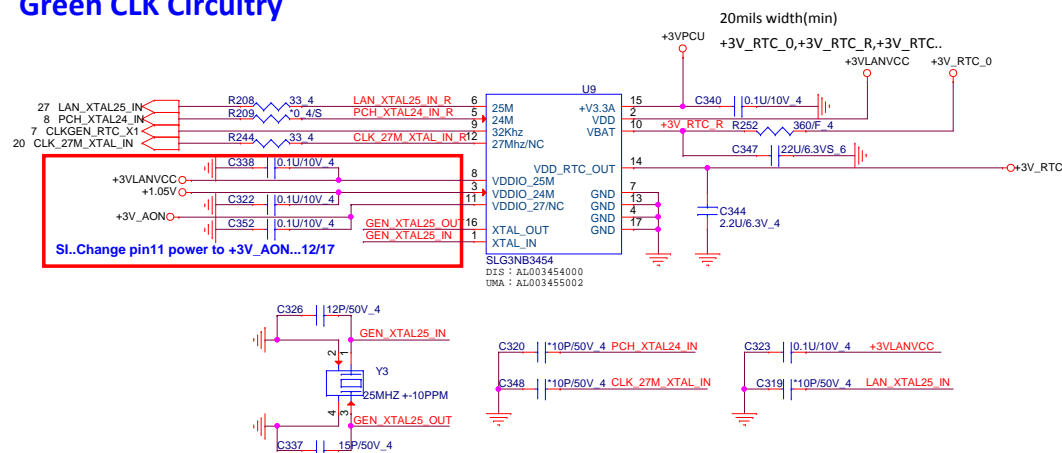 Green CLK Circuitry
20mils width(min)
+3VPCU
+3V_RTC_0,+3V_RTC_R,+3V_RTC..
+3VLANVCC
+3V_RTC_0
U9
27 LAN_XTAL25_IN
R208
33_4
LAN_XTAL25_IN_R
6
25M
+V3.3A
15
C340
0.1U/10V_4
8 PCH_XTAL24_IN
R209
*0_4/S
PCH_XTAL24_IN_R
5
24M
VDD
2
7 CLKGEN_RTC_X1
9
32Khz
VBAT
10
+3V_RTC_R
R252
360/F_4
20 CLK_27M_XTAL_IN
R244
33_4
CLK_27M_XTAL_IN_R
12
27Mhz/NC
C347
22U/6.3VS_6
C338
0.1U/10V_4
VDD_RTC_OUT
14
+3V_RTC
+3VLANVCC
8
VDDIO_25M
+1.05V
3
VDDIO_24M
GND
7
C322
0.1U/10V_4
11
VDDIO_27/NC
GND
13
+3V_AON
GND
4
C352
0.1U/10V_4
GEN_XTAL25_OUT
16
XTAL_OUT
GND
17
GEN_XTAL25_IN
1
XTAL_IN
C344
2.2U/6.3V_4
SI..Change pin11 power to +3V_AON...12/17
SLG3NB3454
DIS:AL003454000
UMA:AL003455002
C326
12P/50V_4
GEN_XTAL25_IN
2
1
Y3
25MHZ +-10PPM
4
3
GEN_XTAL25_OUT
C337
15P/50V_4
C320
*10P/50V_4
PCH_XTAL24_IN
C348
*10P/50V_4
CLK_27M_XTAL_IN
C323
0.1U/10V_4
+3VLANVCC
C319
*10P/50V_4
LAN_XTAL25_IN